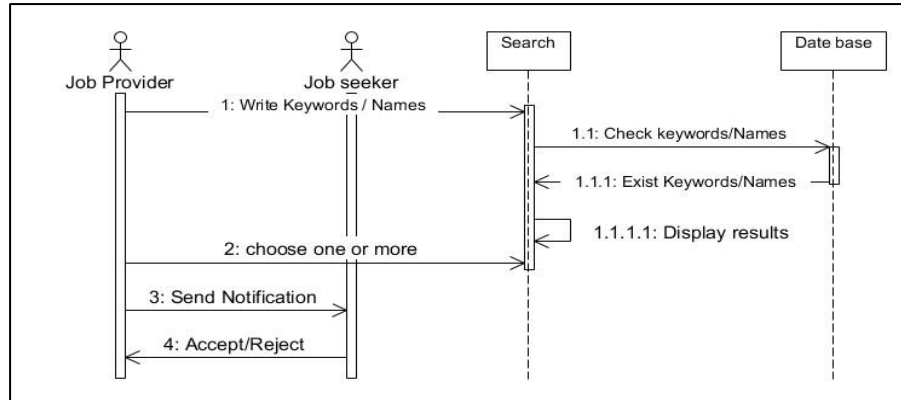 Job Provider
Job seeker
Search
Date base
1: Write Keywords / Names
1.1: Check keywords/Names
1.1.1: Exist Keywords/Names
1.1.1.1: Display results
2: choose one or more
3: Send Notification
4: Accept/Reject